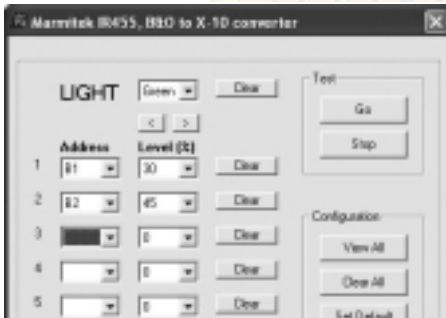 Marmitek IR455, B&O to X-10 converter
LIGHT Green Clear
Test
Go
< >
Stop
Address Level (%)
1 B1 30 Clear
2 B2 45 Clear
Configuration
3 0 Clear
View All
4 0 Clear
Clear All
5 0 Clear
Set Default